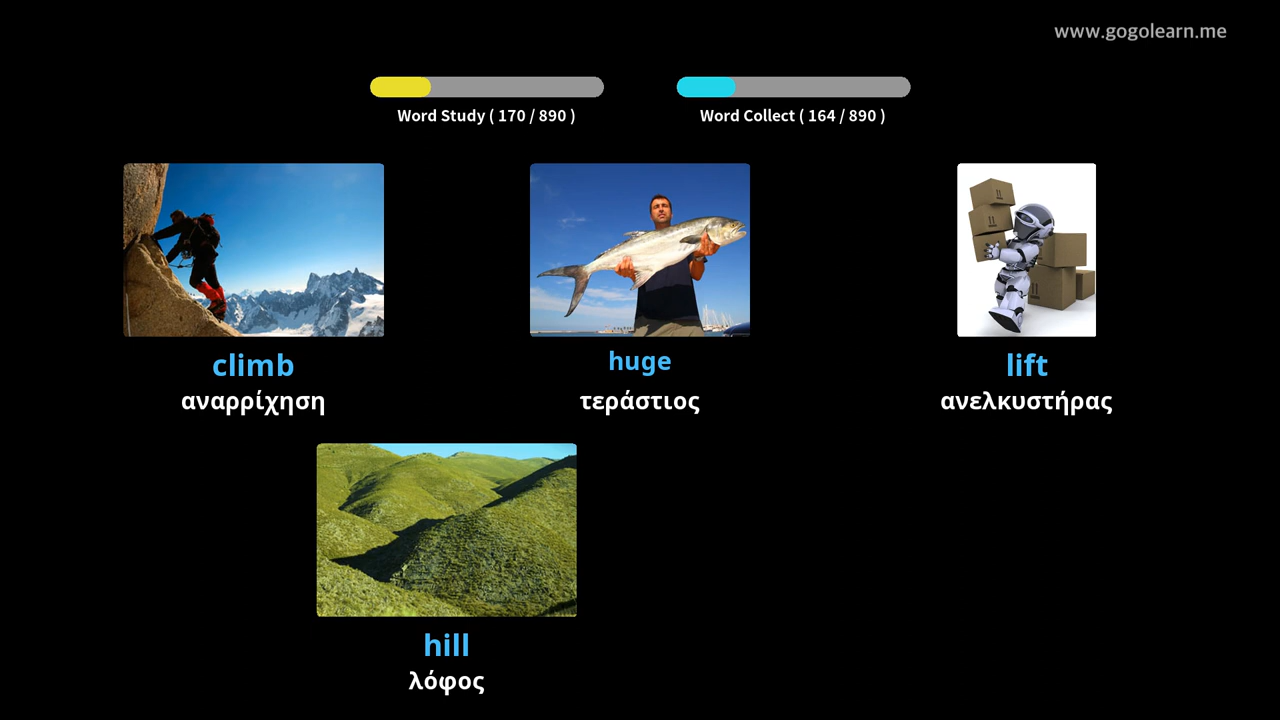 www.gogolearn.me
Word Study ( 170 / 890 )
Word Collect ( 164 / 890 )
climb
αναρρίχηση
huge
τεράστιος
lift
ανελκυστήρας
hill
λόφος